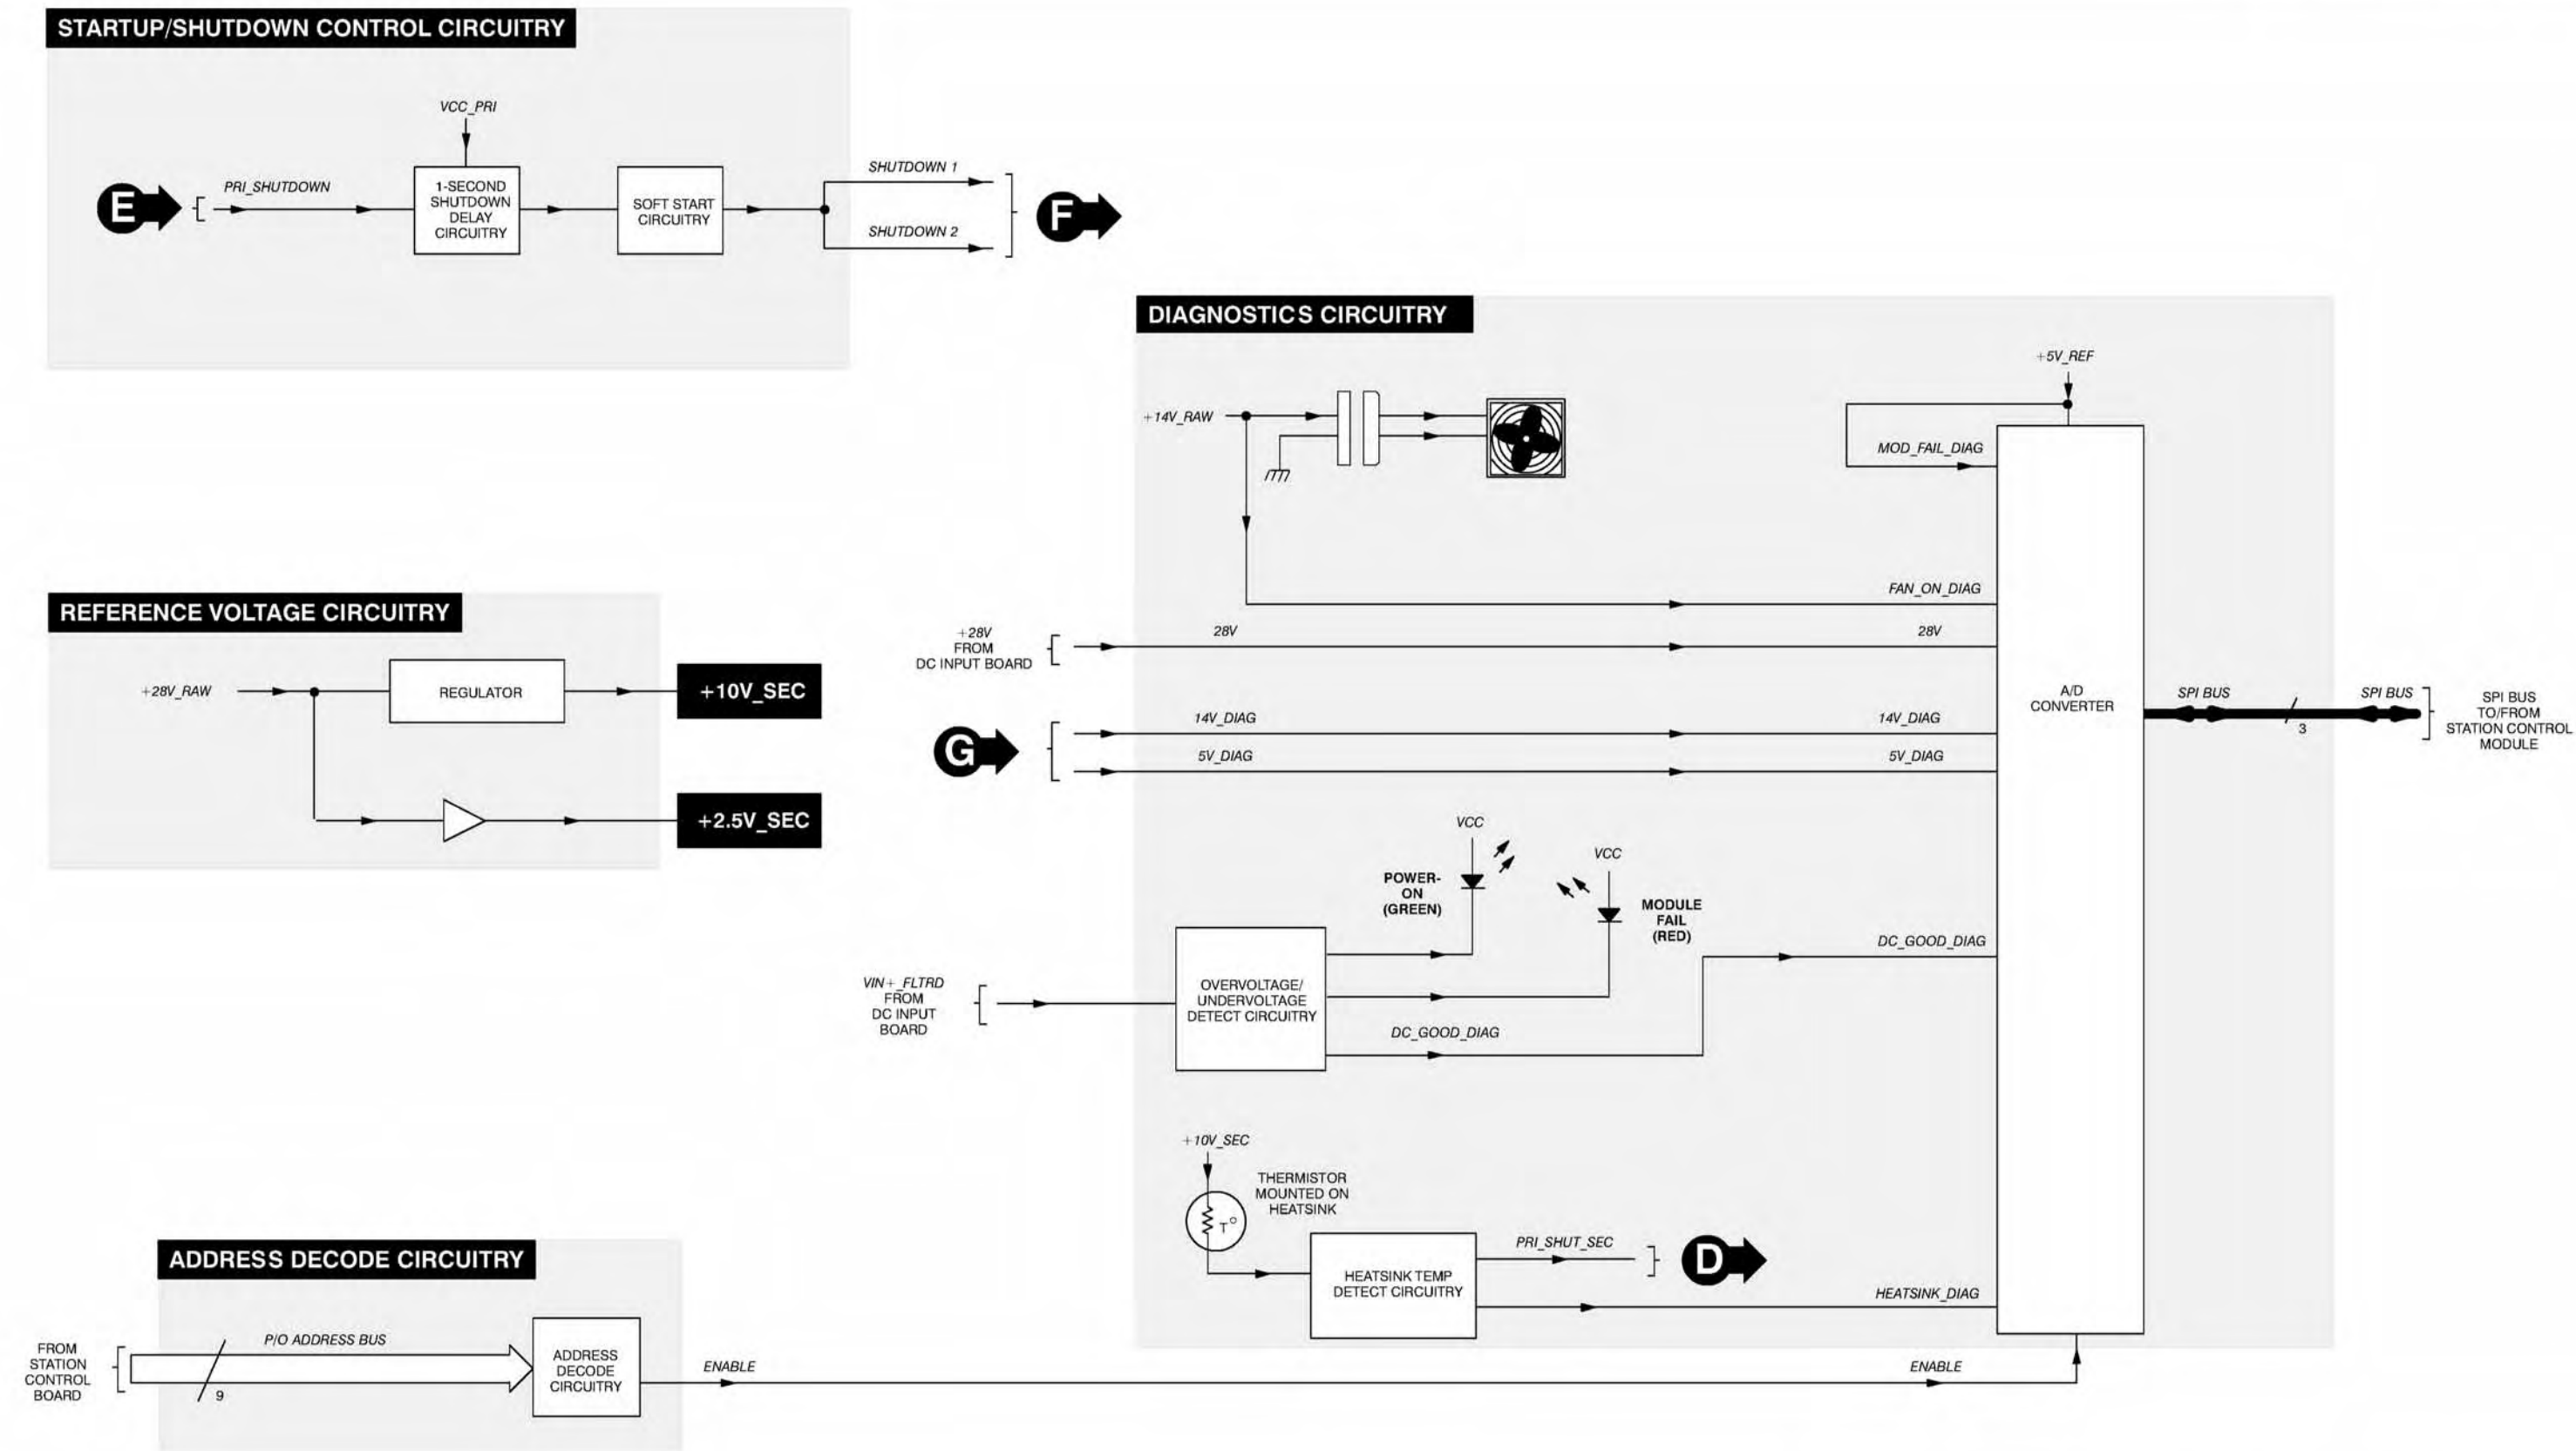 STARTUP/SHUTDOWN CONTROL CIRCUITRY
VCC_PRI
E
PRI_SHUTDOWN
1-SECOND
SHUTDOWN
DELAY
CIRCUITRY
SOFT START
CIRCUITRY
SHUTDOWN 1
SHUTDOWN 2
F
DIAGNOSTICS CIRCUITRY
+14V_RAW
+5V_REF
MOD_FAIL_DIAG
FAN_ON_DIAG
+28V
FROM
DC INPUT BOARD
28V
28V
G
14V_DIAG
14V_DIAG
5V_DIAG
5V_DIAG
A/D
CONVERTER
SPI BUS
3
SPI BUS
SPI BUS
TO/FROM
STATION CONTROL
MODULE
VCC
POWER-
ON
(GREEN)
VCC
MODULE
FAIL
(RED)
VIN+_FLTRD
FROM
DC INPUT
BOARD
OVERVOLTAGE/
UNDERVOLTAGE
DETECT CIRCUITRY
DC_GOOD_DIAG
DC_GOOD_DIAG
+10V_SEC
THERMISTOR
MOUNTED ON
HEATSINK
T°
HEATSINK TEMP
DETECT CIRCUITRY
PRI_SHUT_SEC
D
HEATSINK_DIAG
REFERENCE VOLTAGE CIRCUITRY
+28V_RAW
REGULATOR
+10V_SEC
+2.5V_SEC
ADDRESS DECODE CIRCUITRY
FROM
STATION
CONTROL
BOARD
P/O ADDRESS BUS
9
ADDRESS
DECODE
CIRCUITRY
ENABLE
ENABLE